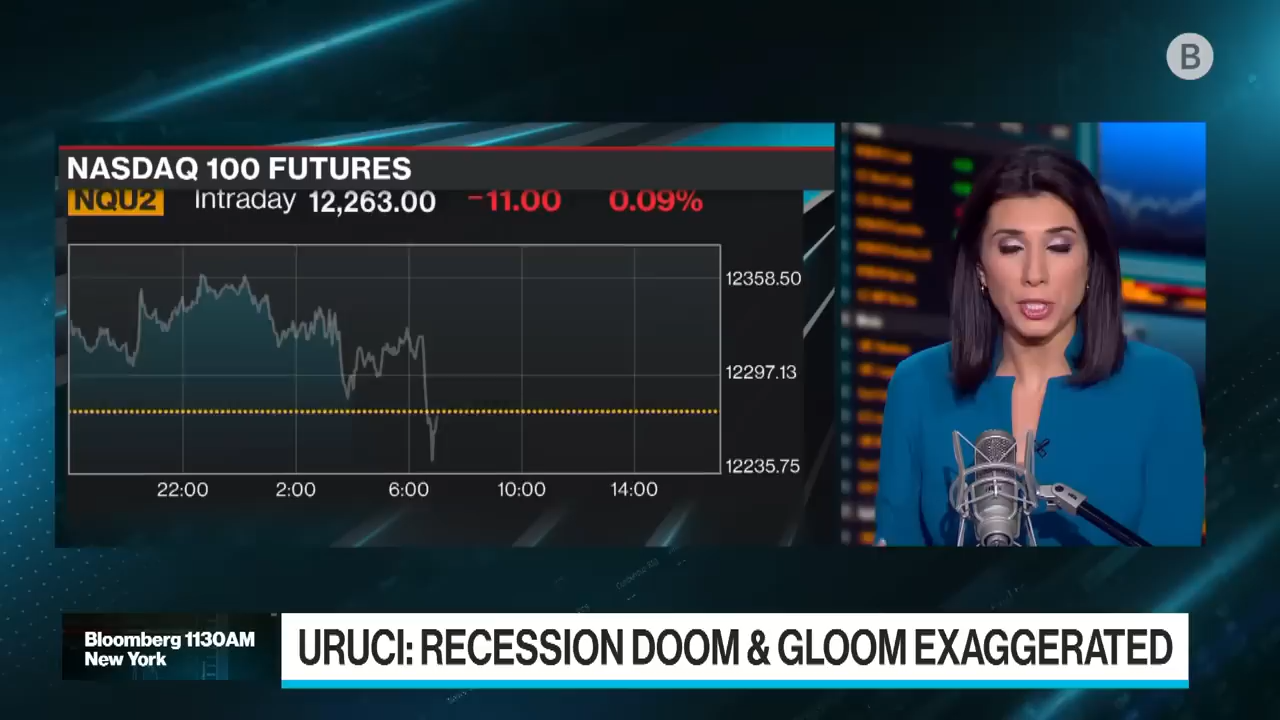 B
NASDAQ 100 FUTURES
NQU2 Intraday 12,263.00 -11.00 0.09%
12358.50
12297.13
12235.75
22:00 2:00 6:00 10:00 14:00
Bloomberg 1130AM
New York
URUCI: RECESSION DOOM & GLOOM EXAGGERATED